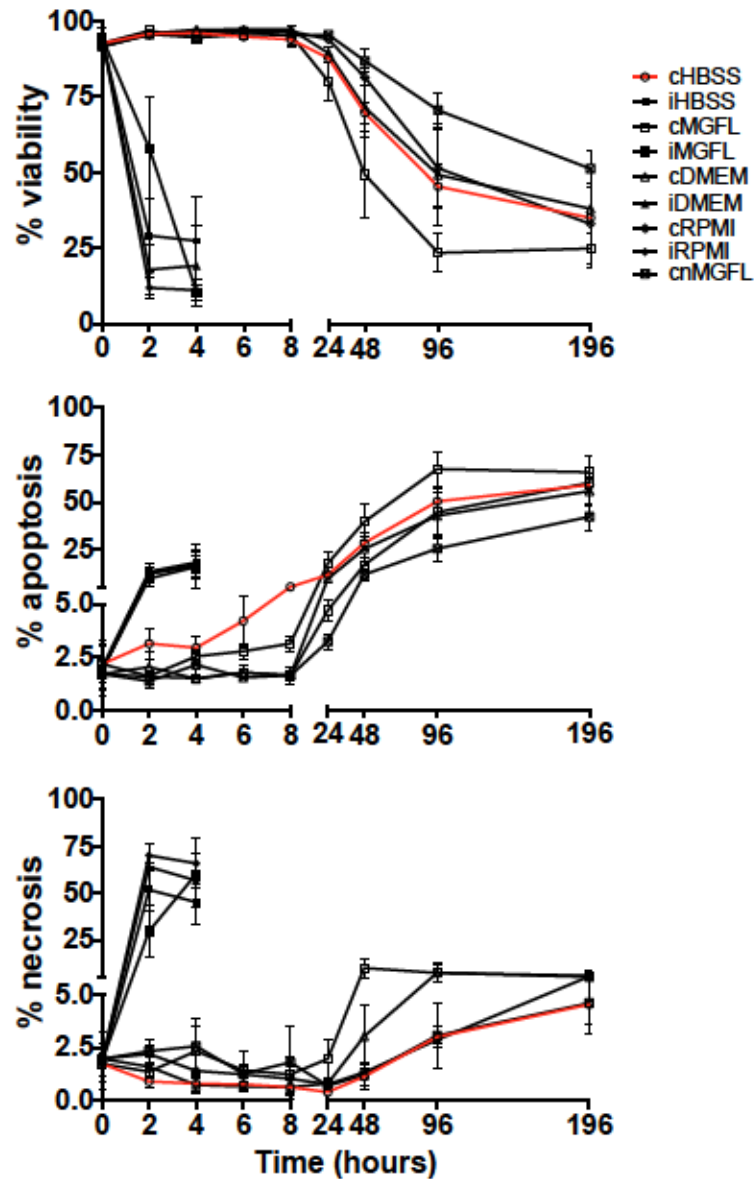 % viability
100
75
50
25
0
0 2 4 6 8 24 48 96 196
cHBSS
iHBSS
cMGFL
iMGFL
cDMEM
iDMEM
cRPMI
iRPMI
cnMGFL
% apoptosis
100
75
50
25
5.0
2.5
0.0
0 2 4 6 8 24 48 96 196
% necrosis
100
75
50
25
5.0
2.5
0.0
0 2 4 6 8 24 48 96 196
Time (hours)